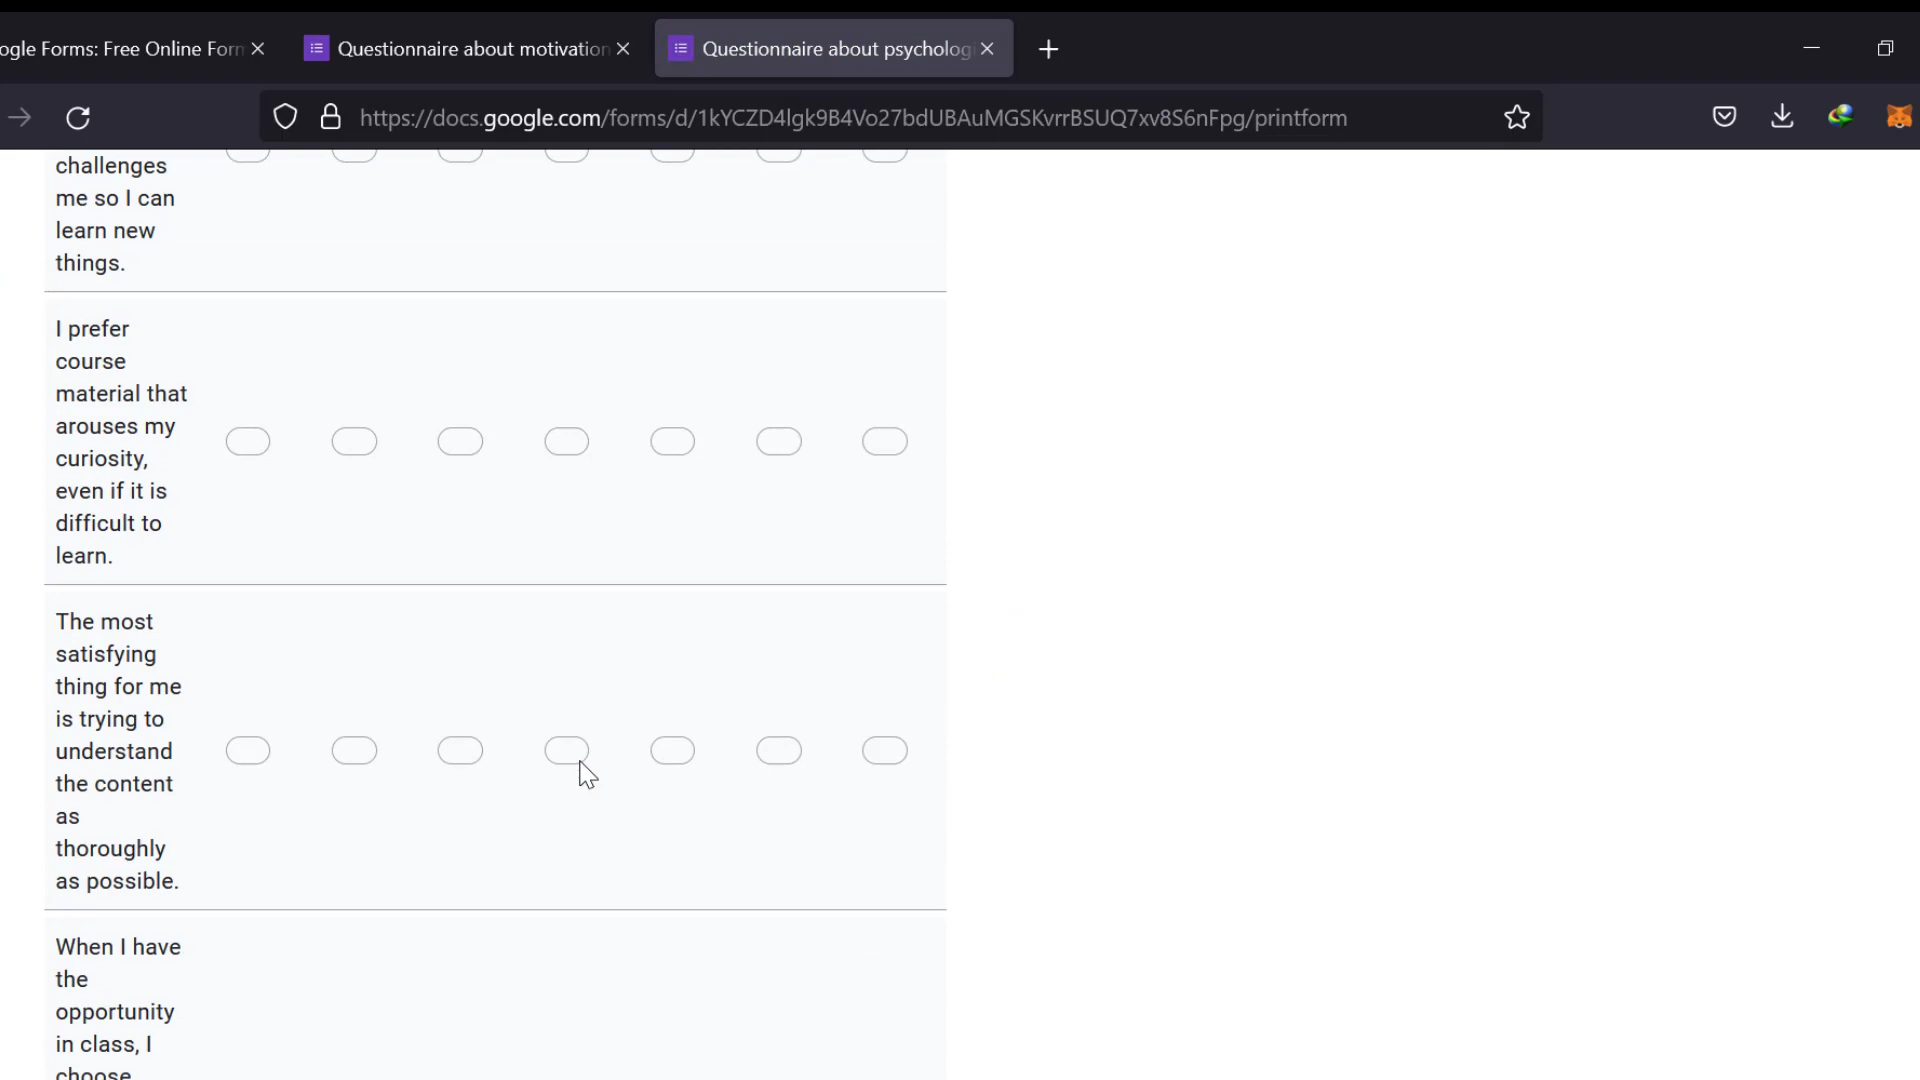 ogle Forms: Free Online Form
Questionnaire about motivation
Questionnaire about psycholog
https://docs.google.com/forms/d/1kYCZD4lgk9B4Vo27bdUBAuMGSKvrrBSUQ7xv8S6nFpg/printform
challenges
me so I can
learn new
things.
I prefer
course
material that
arouses my
curiosity,
even if it is
difficult to
learn.
The most
satisfying
thing for me
is trying to
understand
the content
as
thoroughly
as possible.
When I have
the
opportunity
in class, I
choose